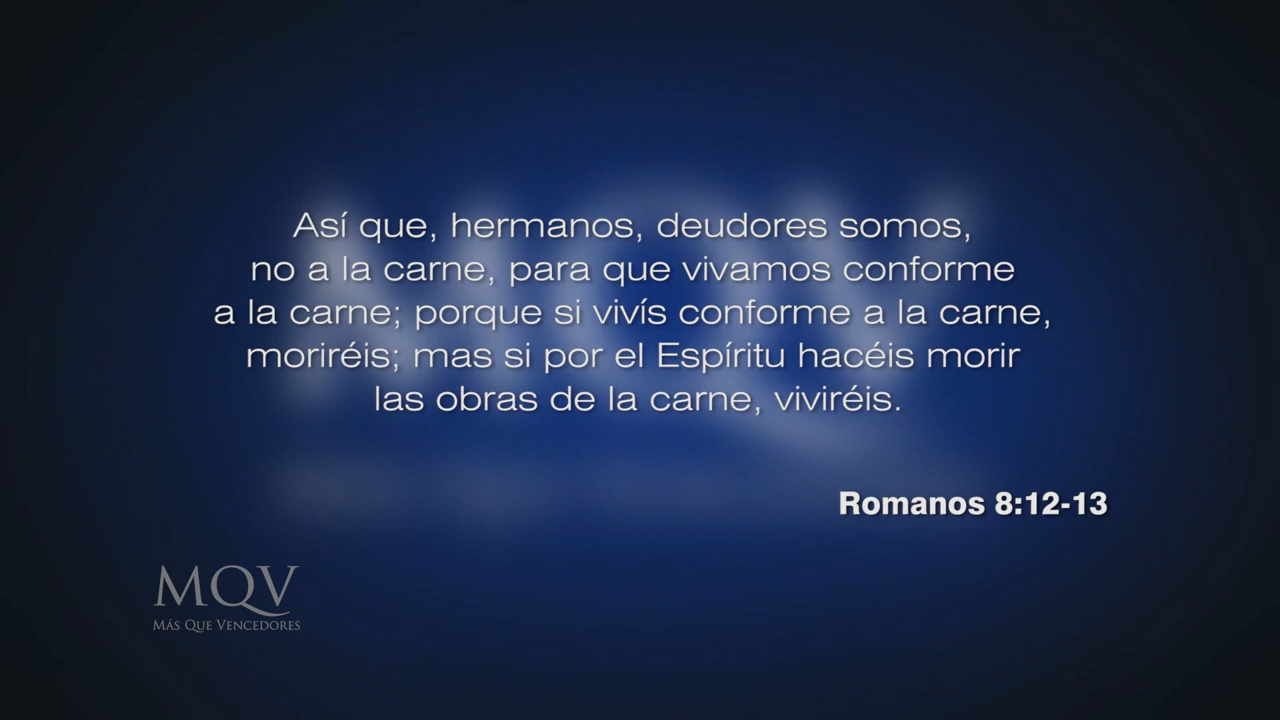 Así que, hermanos, deudores somos,
no a la carne, para que vivamos conforme
a la carne; porque si vivís conforme a la carne,
moriréis; mas si por el Espíritu hacéis morir
las obras de la carne, viviréis.
Romanos 8:12-13
MQV
Más Que Vencedores